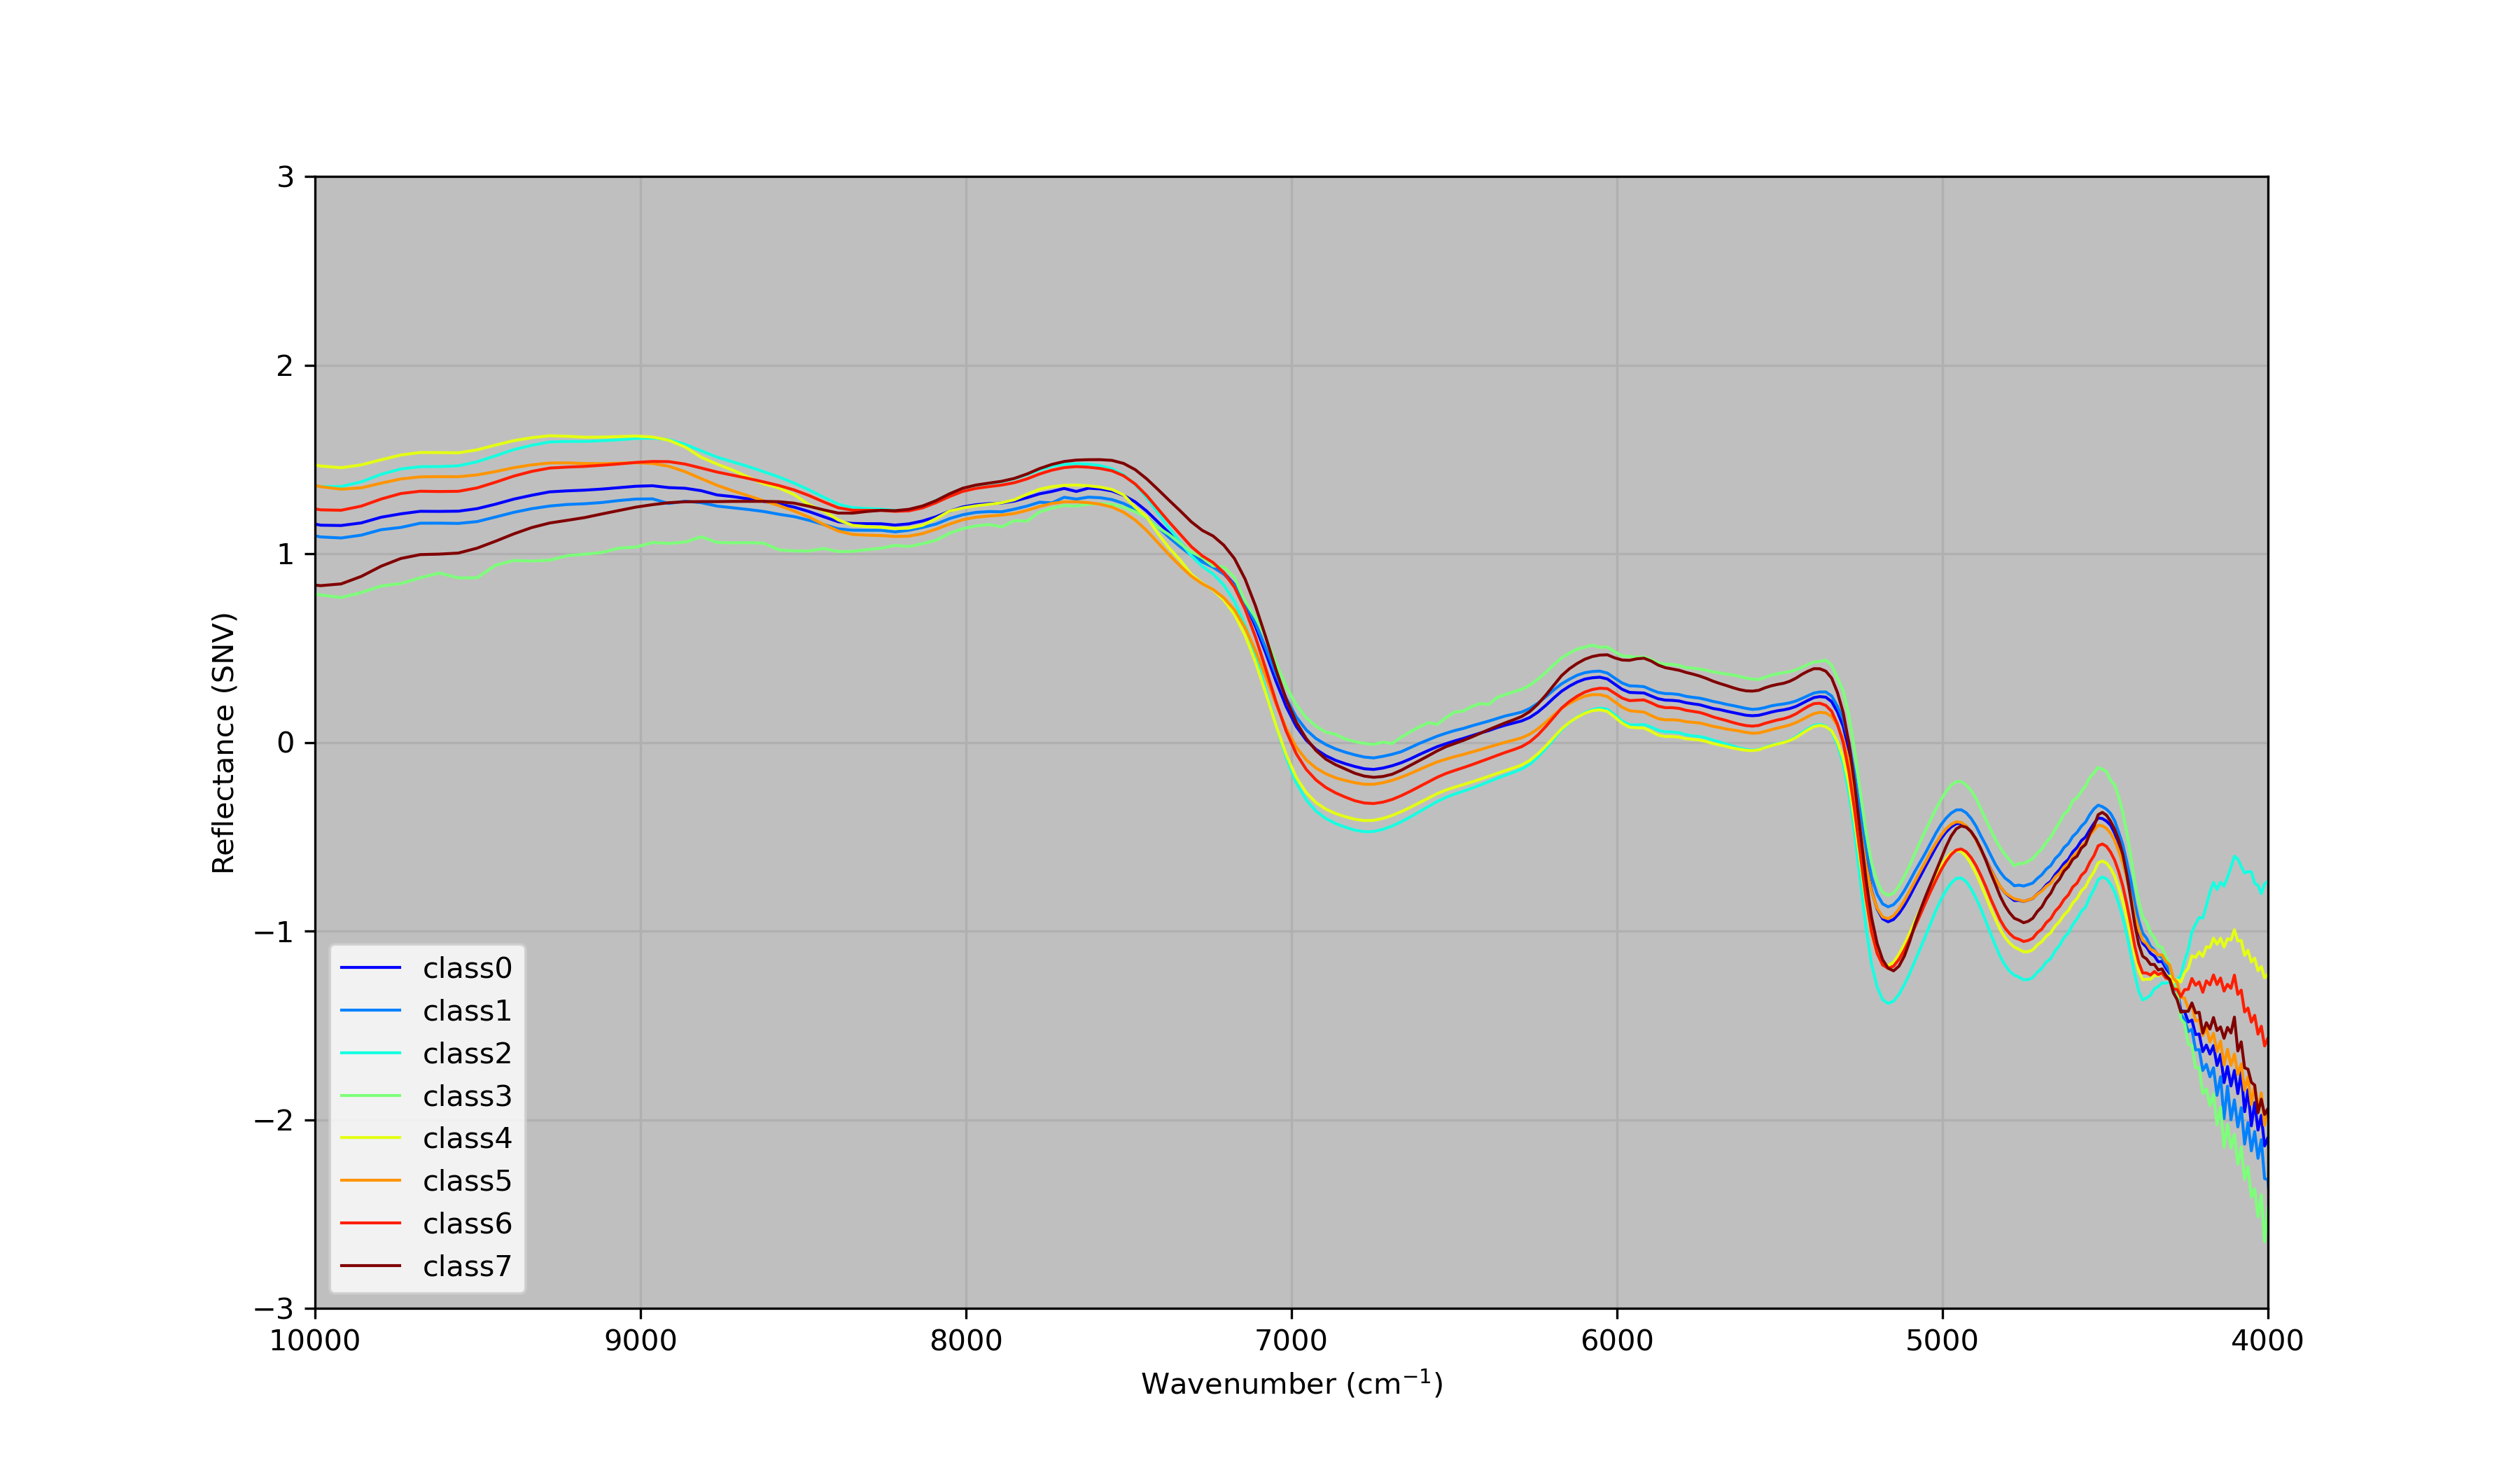 3
2
1
0
−1
−2
−3
Reflectance (SNV)
class0
class1
class2
class3
class4
class5
class6
class7
10000 9000 8000 7000 6000 5000 4000
Wavenumber (cm⁻¹)